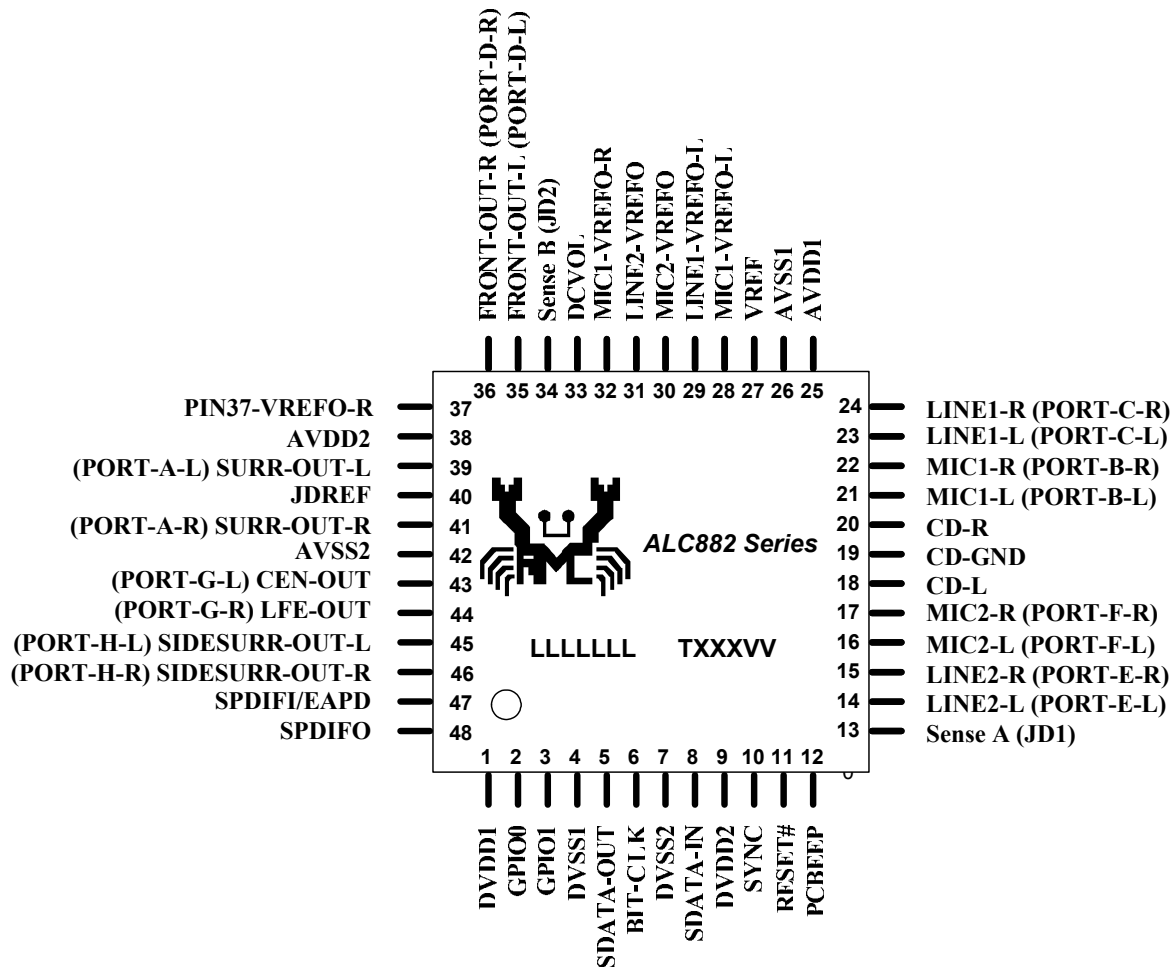 FRONT-OUT-R (PORT-D-R)
FRONT-OUT-L (PORT-D-L)
Sense B (JD2)
DCVOL
MIC1-VREFO-R
LINE2-VREFO
MIC2-VREFO
LINE1-VREFO-L
MIC1-VREFO-L
VREF
AVSS1
AVDD1
36 35 34 33 32 31 30 29 28 27 26 25
PIN37-VREFO-R 37
AVDD2 38
(PORT-A-L) SURR-OUT-L 39
JDREF 40
(PORT-A-R) SURR-OUT-R 41
AVSS2 42
(PORT-G-L) CEN-OUT 43
(PORT-G-R) LFE-OUT 44
(PORT-H-L) SIDESURR-OUT-L 45
(PORT-H-R) SIDESURR-OUT-R 46
SPDIFI/EAPD 47
SPDIFO 48
ALC882 Series
LLLLLLL TXXXVV
24 LINE1-R (PORT-C-R)
23 LINE1-L (PORT-C-L)
22 MIC1-R (PORT-B-R)
21 MIC1-L (PORT-B-L)
20 CD-R
19 CD-GND
18 CD-L
17 MIC2-R (PORT-F-R)
16 MIC2-L (PORT-F-L)
15 LINE2-R (PORT-E-R)
14 LINE2-L (PORT-E-L)
13 Sense A (JD1)
1 2 3 4 5 6 7 8 9 10 11 12
DVDD1
GPIO0
GPIO1
DVSS1
SDATA-OUT
BIT-CLK
DVSS2
SDATA-IN
DVDD2
SYNC
RESET#
PCBEEP